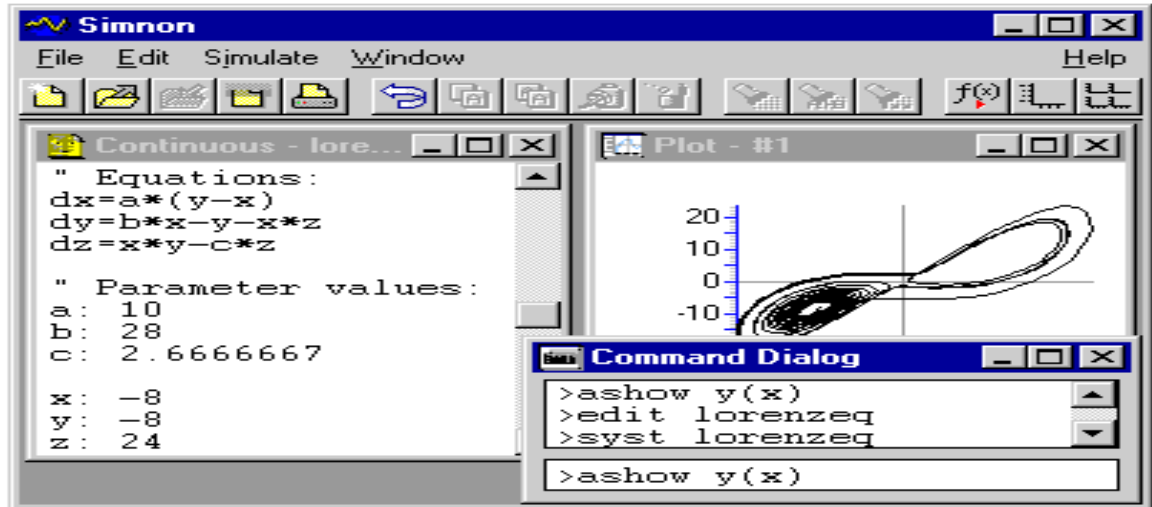 Simnon
File Edit Simulate Window Help
f(x)
Continuous - lore...
" Equations:
dx=a*(y-x)
dy=b*x-y-x*z
dz=x*y-c*z
" Parameter values:
a: 10
b: 28
c: 2.6666667
x: -8
y: -8
z: 24
Plot - #1
20
10
0
-10
Command Dialog
>ashow y(x)
>edit lorenzeq
>syst lorenzeq
>ashow y(x)